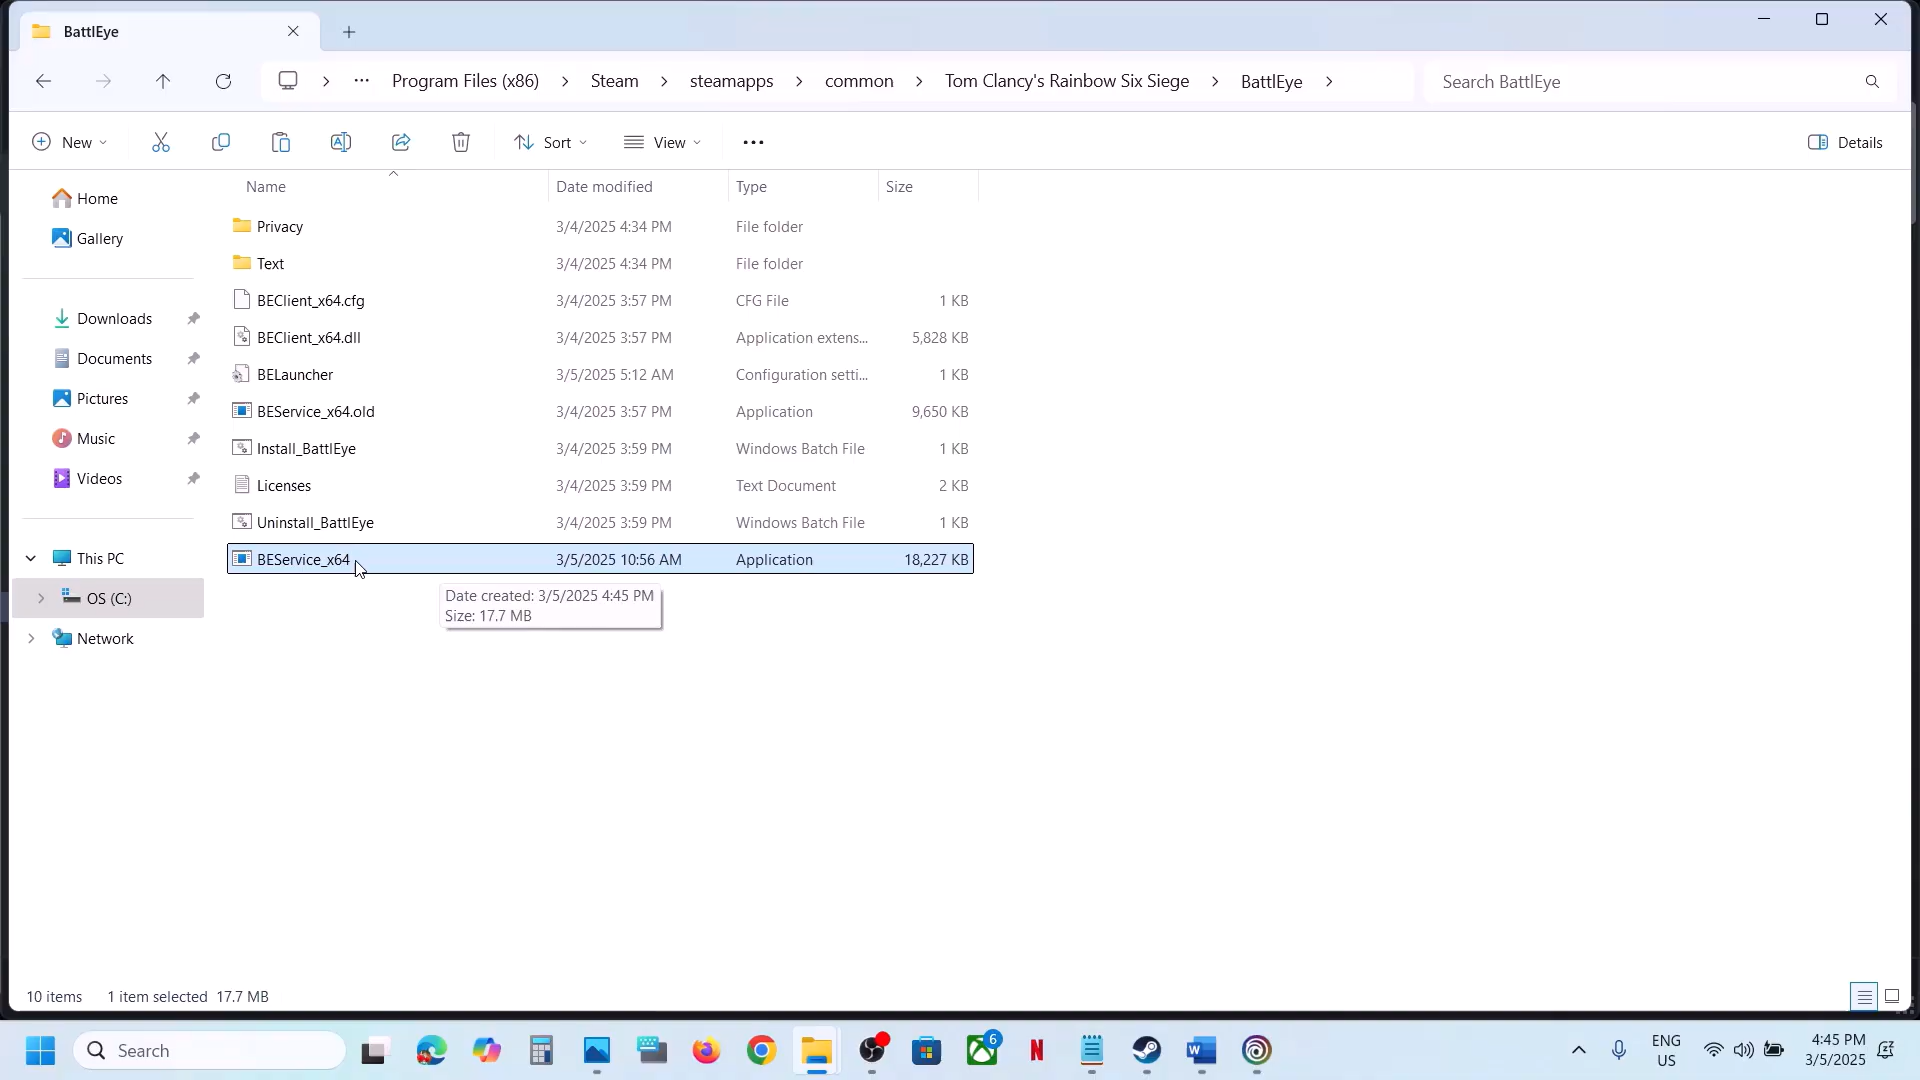 BattlEye
··· Program Files (x86) > Steam > steamapps > common > Tom Clancy's Rainbow Six Siege > BattlEye >
Search BattlEye
New
Sort
View
Details
Name Date modified Type Size
Home
Gallery
Downloads
Documents
Pictures
Music
Videos
This PC
OS (C:)
Network
Privacy 3/4/2025 4:34 PM File folder
Text 3/4/2025 4:34 PM File folder
BEClient_x64.cfg 3/4/2025 3:57 PM CFG File 1 KB
BEClient_x64.dll 3/4/2025 3:57 PM Application extens... 5,828 KB
BELauncher 3/5/2025 5:12 AM Configuration setti... 1 KB
BEService_x64.old 3/4/2025 3:57 PM Application 9,650 KB
Install_BattlEye 3/4/2025 3:59 PM Windows Batch File 1 KB
Licenses 3/4/2025 3:59 PM Text Document 2 KB
Uninstall_BattlEye 3/4/2025 3:59 PM Windows Batch File 1 KB
BEService_x64 3/5/2025 10:56 AM Application 18,227 KB
Date created: 3/5/2025 4:45 PM
Size: 17.7 MB
10 items 1 item selected 17.7 MB
Search
6
N
ENG
US
4:45 PM
3/5/2025